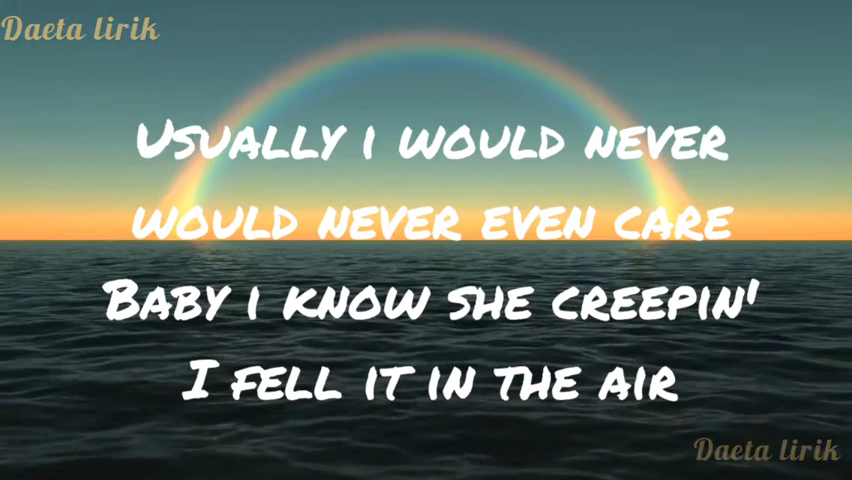 Daeta lirik
Usually i would never
would never even care
Baby i know she creepin'
I fell it in the air
Daeta lirik